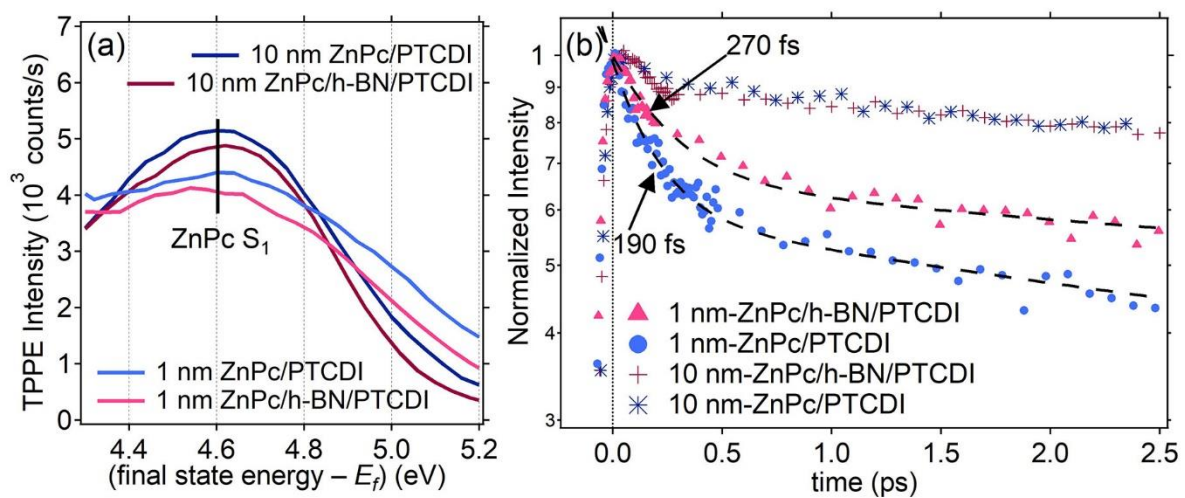 (a)
10 nm ZnPc/PTCDI
10 nm ZnPc/h-BN/PTCDI
ZnPc S₁
1 nm ZnPc/PTCDI
1 nm ZnPc/h-BN/PTCDI
TPPE Intensity (10³ counts/s)
7
6
5
4
3
2
1
0
4.4 4.6 4.8 5.0 5.2
(final state energy – E_f) (eV)
(b)
270 fs
190 fs
1 nm-ZnPc/h-BN/PTCDI
1 nm-ZnPc/PTCDI
10 nm-ZnPc/h-BN/PTCDI
10 nm-ZnPc/PTCDI
Normalized Intensity
1
9
8
7
6
5
4
3
0.0 0.5 1.0 1.5 2.0 2.5
time (ps)